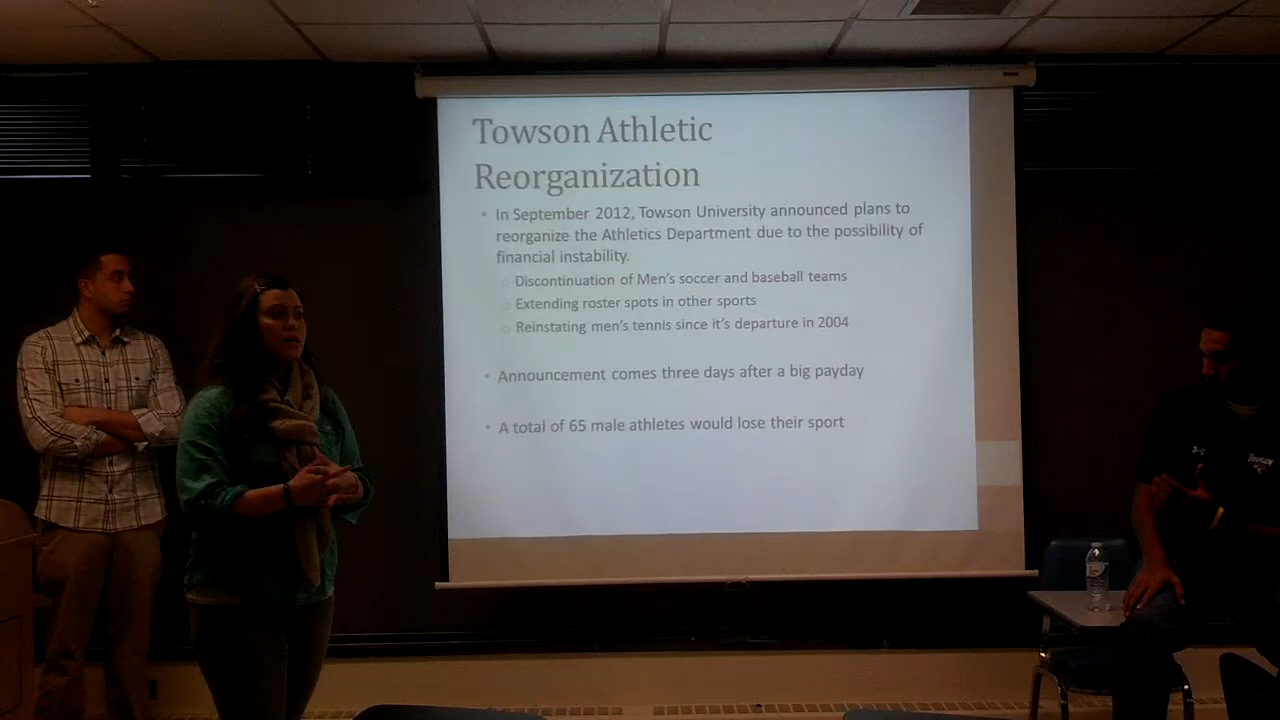 Towson Athletic
Reorganization
• In September 2012, Towson University announced plans to
reorganize the Athletics Department due to the possibility of
financial instability.
○ Discontinuation of Men's soccer and baseball teams
○ Extending roster spots in other sports
○ Reinstating men's tennis since it's departure in 2004
• Announcement comes three days after a big payday
• A total of 65 male athletes would lose their sport
Towson